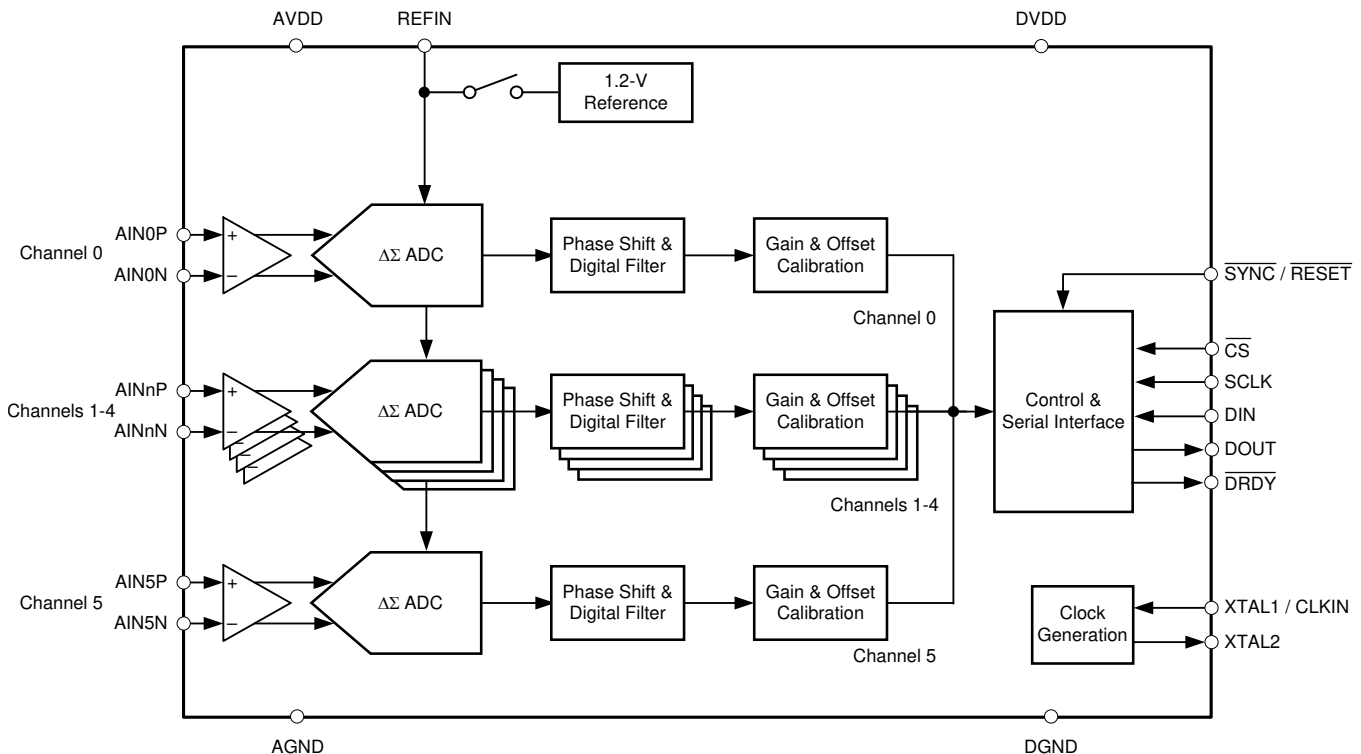 AVDD
REFIN
DVDD
1.2-V
Reference
Channel 0
AIN0P
AIN0N
+
−
ΔΣ ADC
Phase Shift &
Digital Filter
Gain & Offset
Calibration
Channel 0
SYNC / RESET
Channels 1-4
AINnP
AINnN
+
−
−
−
−
ΔΣ ADC
Phase Shift &
Digital Filter
Gain & Offset
Calibration
Channels 1-4
Control &
Serial Interface
CS
SCLK
DIN
DOUT
DRDY
Channel 5
AIN5P
AIN5N
+
−
ΔΣ ADC
Phase Shift &
Digital Filter
Gain & Offset
Calibration
Channel 5
Clock
Generation
XTAL1 / CLKIN
XTAL2
AGND
DGND